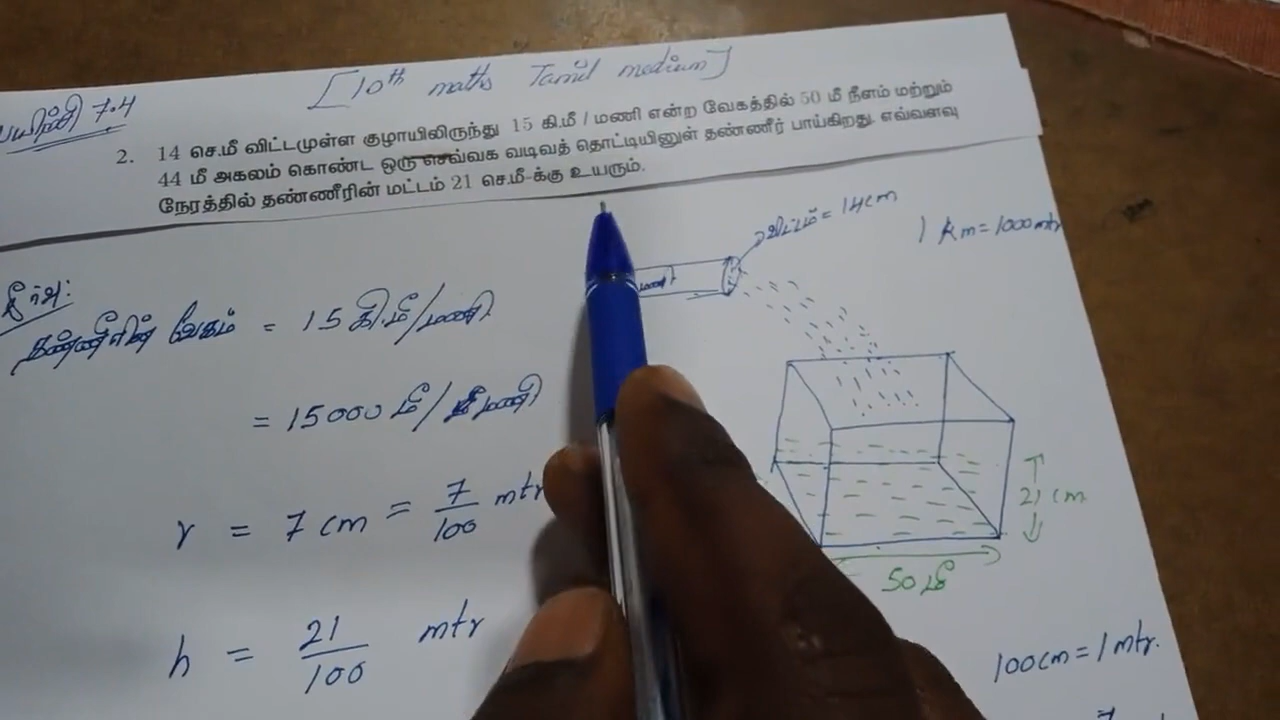 [10th maths Tamil medium]
பயிற்சி 7.4
2. 14 செ.மீ விட்டமுள்ள குழாயிலிருந்து 15 கி.மீ / மணி என்ற வேகத்தில் 50 மீ நீளம் மற்றும்
44 மீ அகலம் கொண்ட ஒரு செவ்வக வடிவத் தொட்டியினுள் தண்ணீர் பாய்கிறது. எவ்வளவு
நேரத்தில் தண்ணீரின் மட்டம் 21 செ.மீ-க்கு உயரும்.
விட்டம் = 14cm
1 km = 1000 mtr
தீர்வு:
தண்ணீரின் வேகம் = 15 கிமீ/மணி
= 15000 மீ/மணி
r = 7 cm = 7/100 mtr
21 cm
50 மீ
h = 21/100 mtr
100cm = 1 mtr.
7